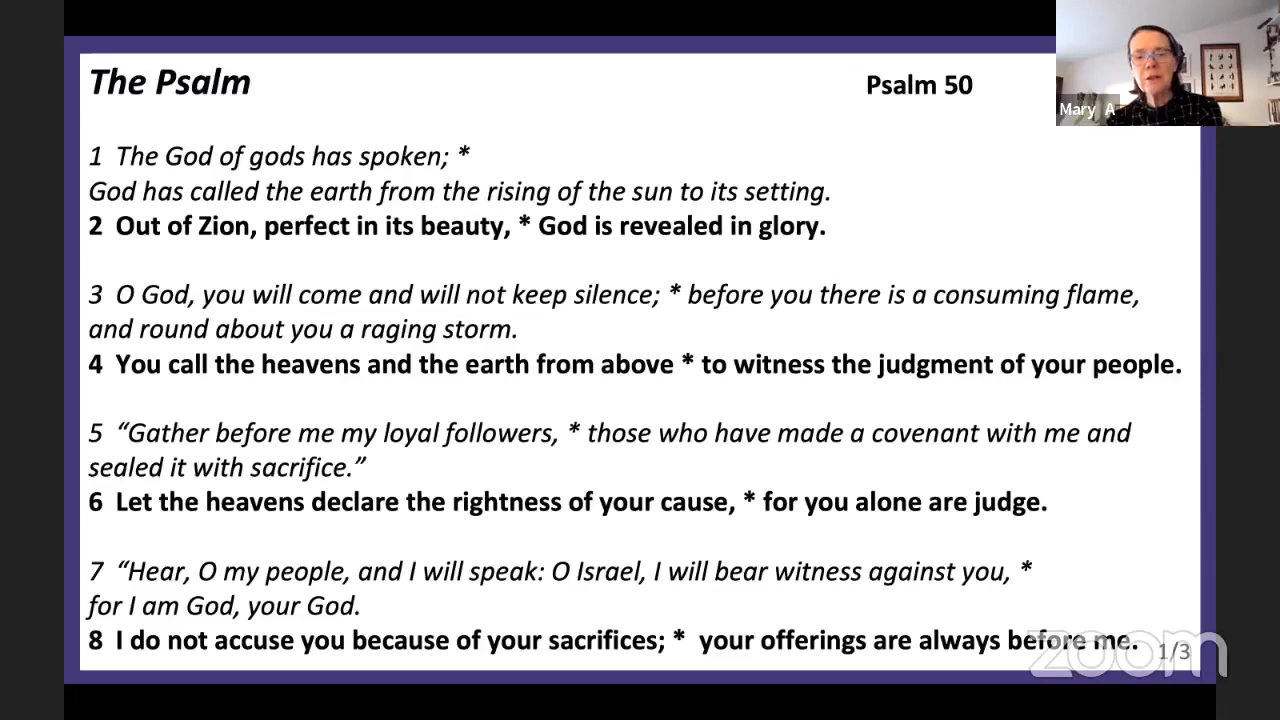 The Psalm Psalm 50
Mary A
1 The God of gods has spoken; *
God has called the earth from the rising of the sun to its setting.
2 Out of Zion, perfect in its beauty, * God is revealed in glory.
3 O God, you will come and will not keep silence; * before you there is a consuming flame,
and round about you a raging storm.
4 You call the heavens and the earth from above * to witness the judgment of your people.
5 “Gather before me my loyal followers, * those who have made a covenant with me and
sealed it with sacrifice.”
6 Let the heavens declare the rightness of your cause, * for you alone are judge.
7 “Hear, O my people, and I will speak: O Israel, I will bear witness against you, *
for I am God, your God.
8 I do not accuse you because of your sacrifices; * your offerings are always before me.
zoom
1/3